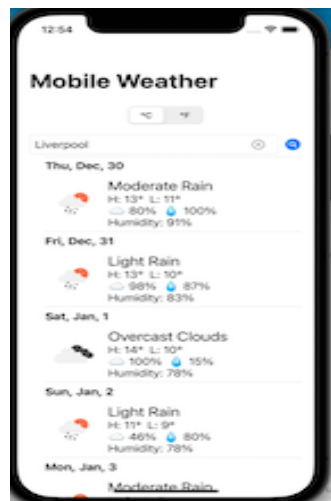 12:54
Mobile Weather
°C °F
Liverpool
Thu, Dec, 30
Moderate Rain
H: 13° L: 11°
80% 100%
Humidity: 91%
Fri, Dec, 31
Light Rain
H: 13° L: 10°
98% 87%
Humidity: 83%
Sat, Jan, 1
Overcast Clouds
H: 14° L: 10°
100% 15%
Humidity: 78%
Sun, Jan, 2
Light Rain
H: 11° L: 9°
46% 80%
Humidity: 78%
Mon, Jan, 3
Moderate Rain